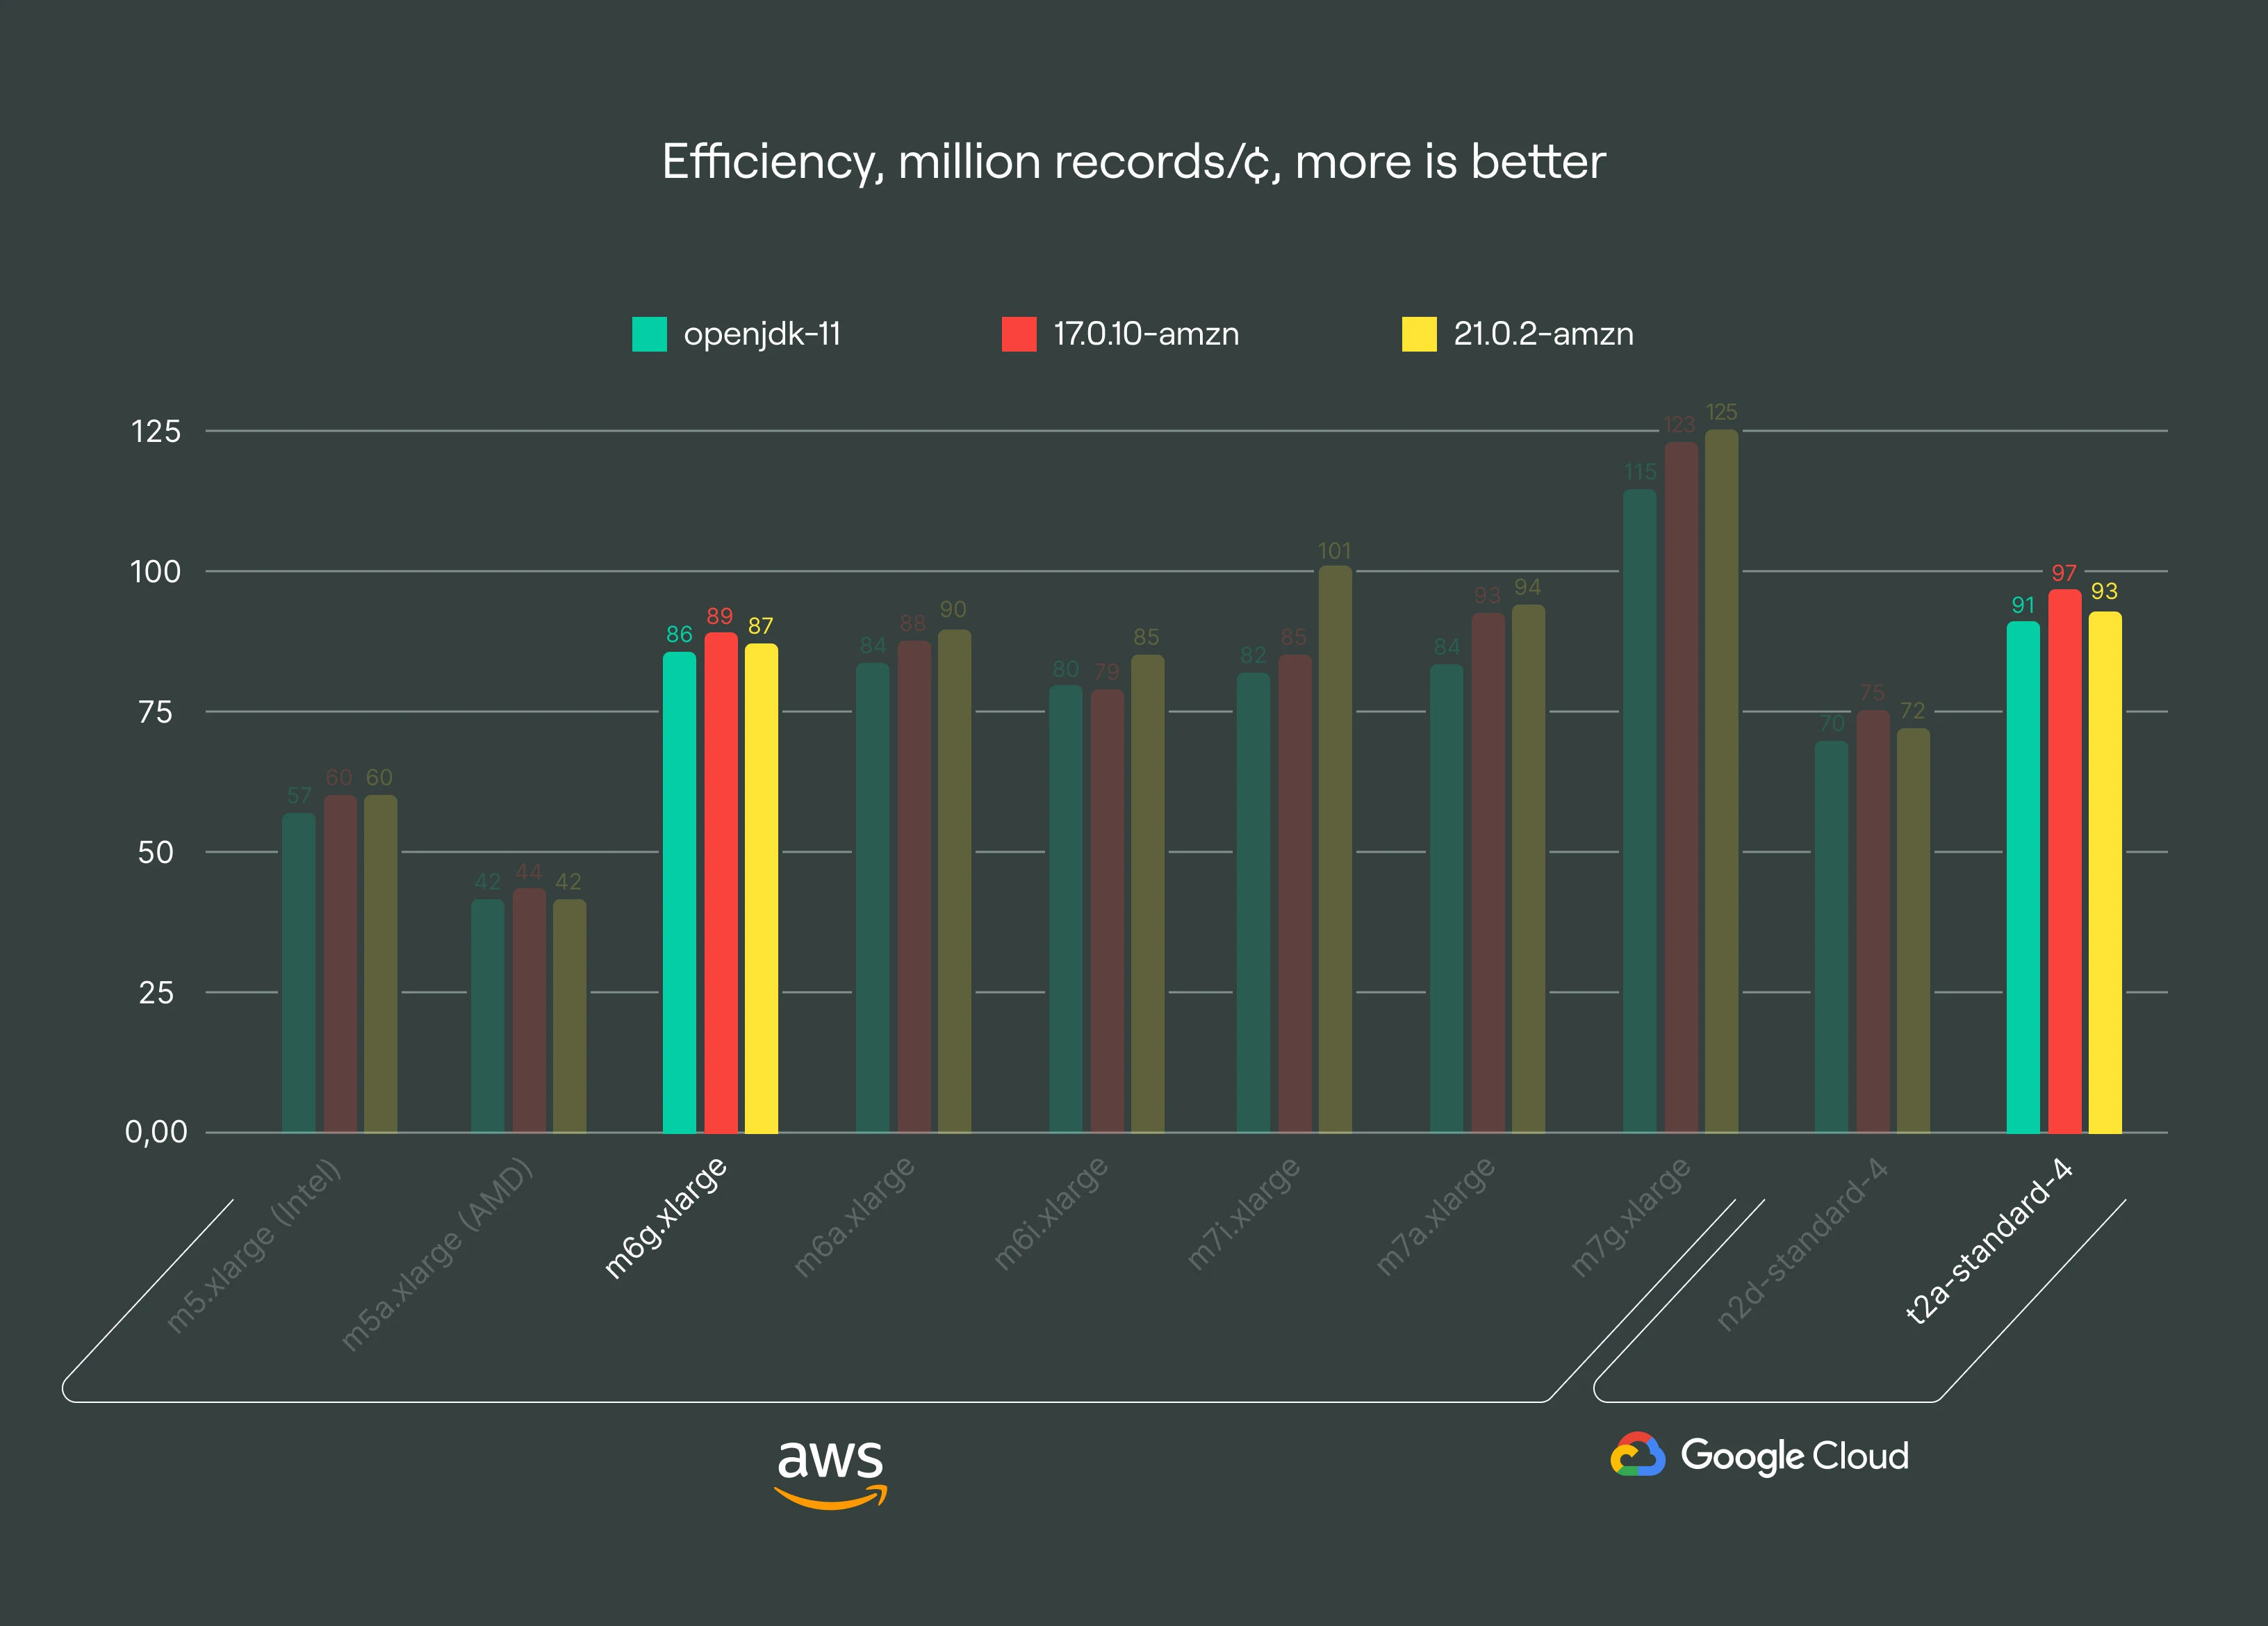 Efficiency, million records/¢, more is better
openjdk-11
17.0.10-amzn
21.0.2-amzn
125
100
75
50
25
0,00
57
60
60
42
44
42
86
89
87
84
88
90
80
79
85
82
85
101
84
93
94
115
123
125
70
75
72
91
97
93
m5.xlarge (Intel)
m5a.xlarge (AMD)
m6g.xlarge
m6a.xlarge
m6i.xlarge
m7i.xlarge
m7a.xlarge
m7g.xlarge
n2d-standard-4
t2a-standard-4
aws
Google Cloud